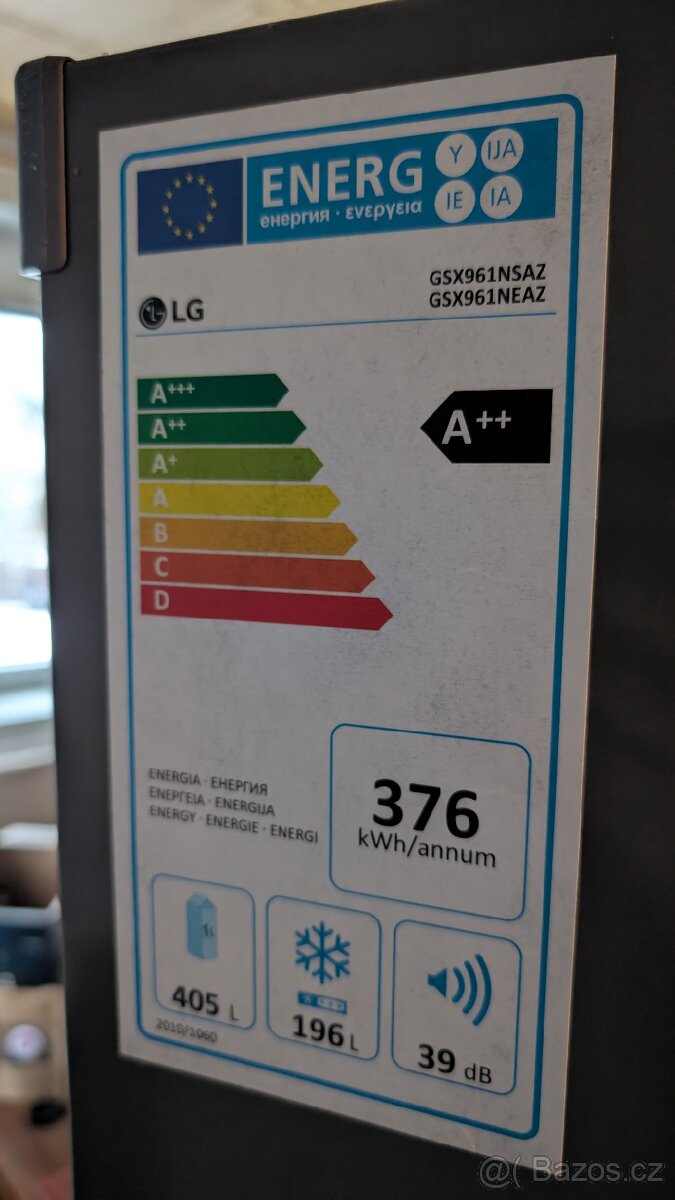 ENERG Y IJA
енергия · ενεργεια IE IA
GSX961NSAZ
GSX961NEAZ
LG
A+++
A++
A++
A+
A
B
C
D
ENERGIA · ЕНЕРГИЯ
ΕΝΕΡΓΕΙΑ · ENERGIJA
ENERGY · ENERGIE · ENERGI
376
kWh/annum
1L
405 L
196 L
39 dB
2010/1060
@( Bazos.cz